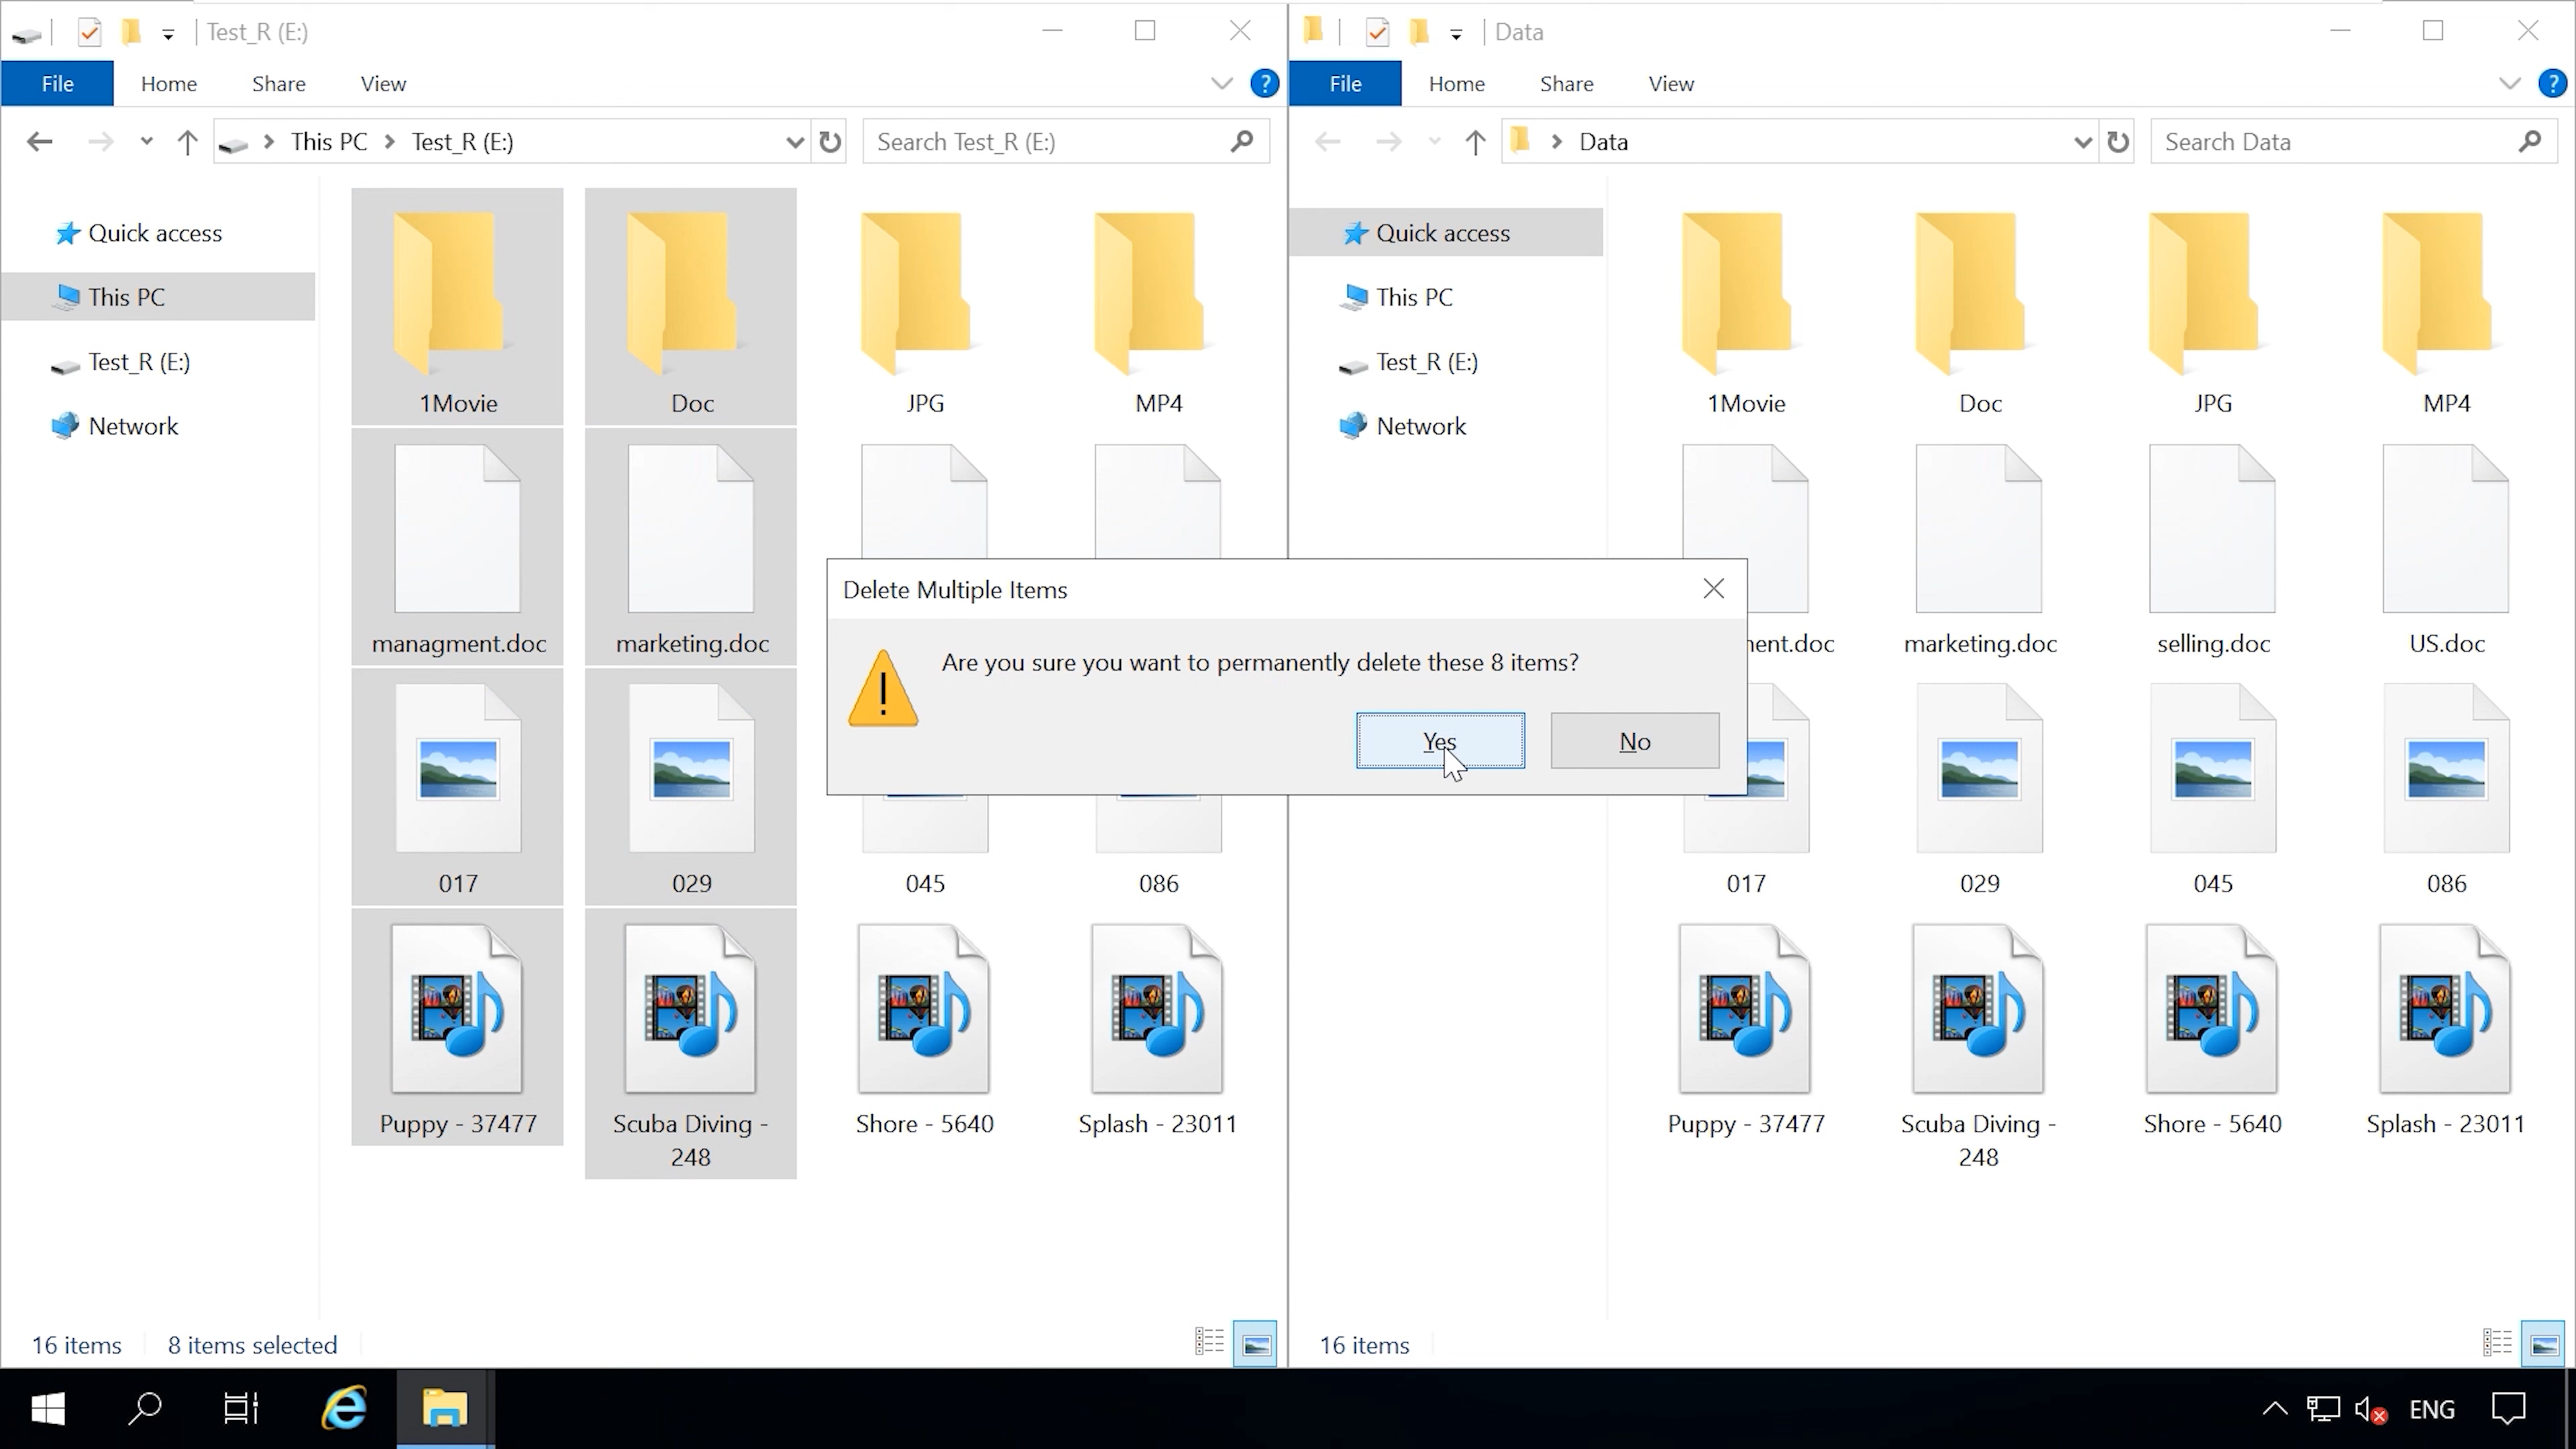 Test_R (E:)
File Home Share View
This PC Test_R (E:)
Search Test_R (E:)
Quick access
This PC
Test_R (E:)
Network
1Movie Doc JPG MP4
managment.doc marketing.doc
017 029 045 086
Puppy - 37477 Scuba Diving - Shore - 5640 Splash - 23011
248
16 items 8 items selected
Data
File Home Share View
Data
Search Data
Quick access
This PC
Test_R (E:)
Network
1Movie Doc JPG MP4
ment.doc marketing.doc selling.doc US.doc
017 029 045 086
Puppy - 37477 Scuba Diving - Shore - 5640 Splash - 23011
248
16 items
Delete Multiple Items
Are you sure you want to permanently delete these 8 items?
Yes No
ENG